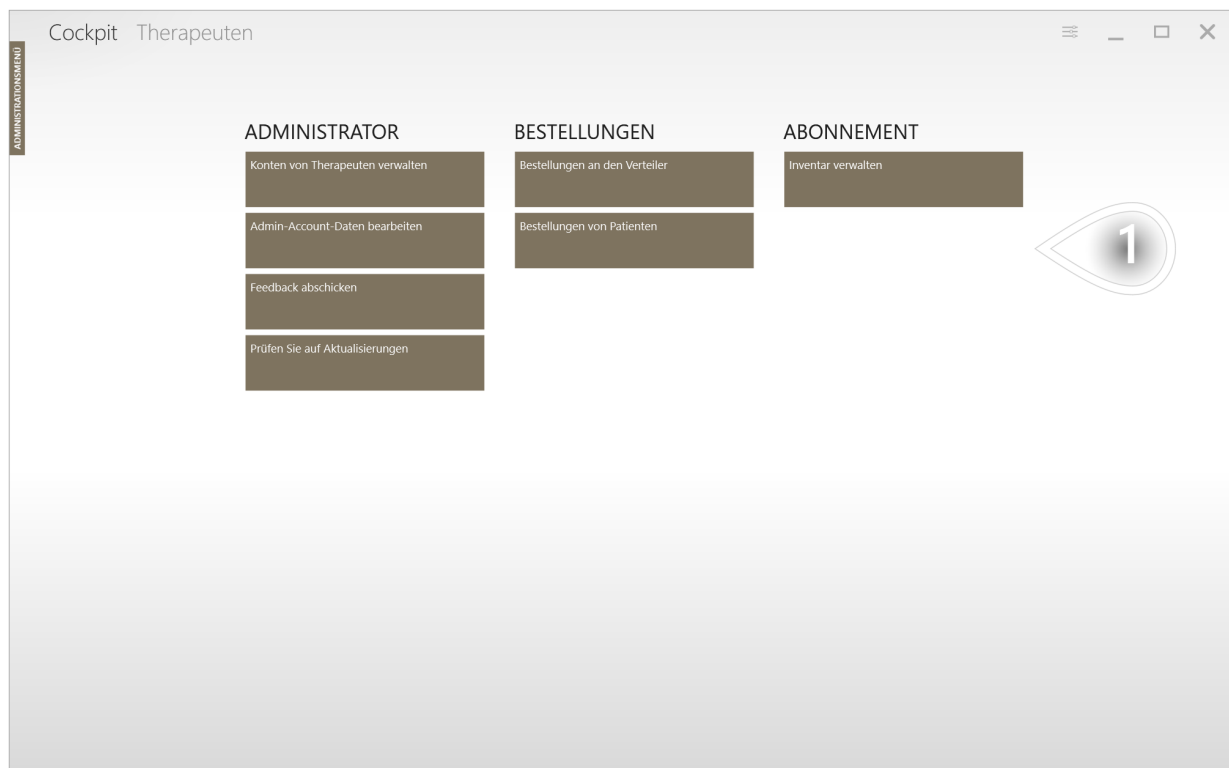 Cockpit Therapeuten
ADMINISTRATIONSMENÜ
ADMINISTRATOR
Konten von Therapeuten verwalten
Admin-Account-Daten bearbeiten
Feedback abschicken
Prüfen Sie auf Aktualisierungen
BESTELLUNGEN
Bestellungen an den Verteiler
Bestellungen von Patienten
ABONNEMENT
Inventar verwalten
1